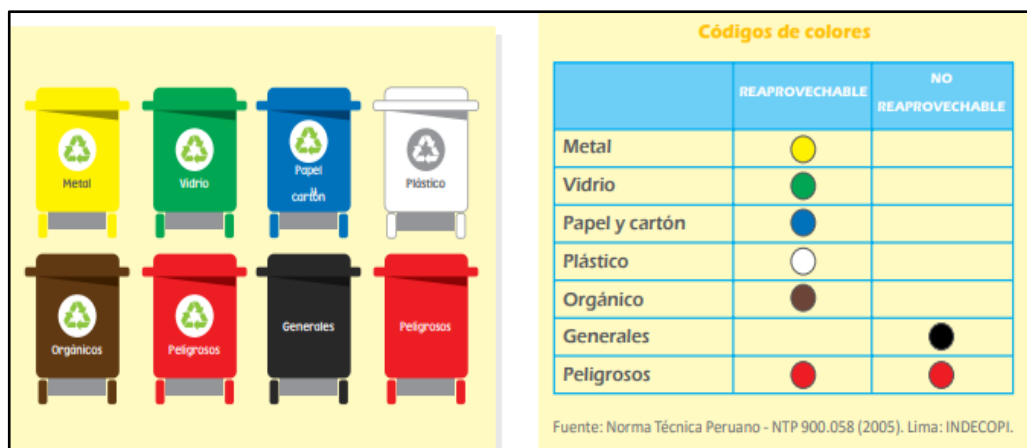 Metal
Vidrio
Papel
y
cartón
Plástico
Orgánicos
Peligrosos
Generales
Peligrosos
Códigos de colores
REAPROVECHABLE
NO
REAPROVECHABLE
Metal
Vidrio
Papel y cartón
Plástico
Orgánico
Generales
Peligrosos
Fuente: Norma Técnica Peruano - NTP 900.058 (2005). Lima: INDECOPI.